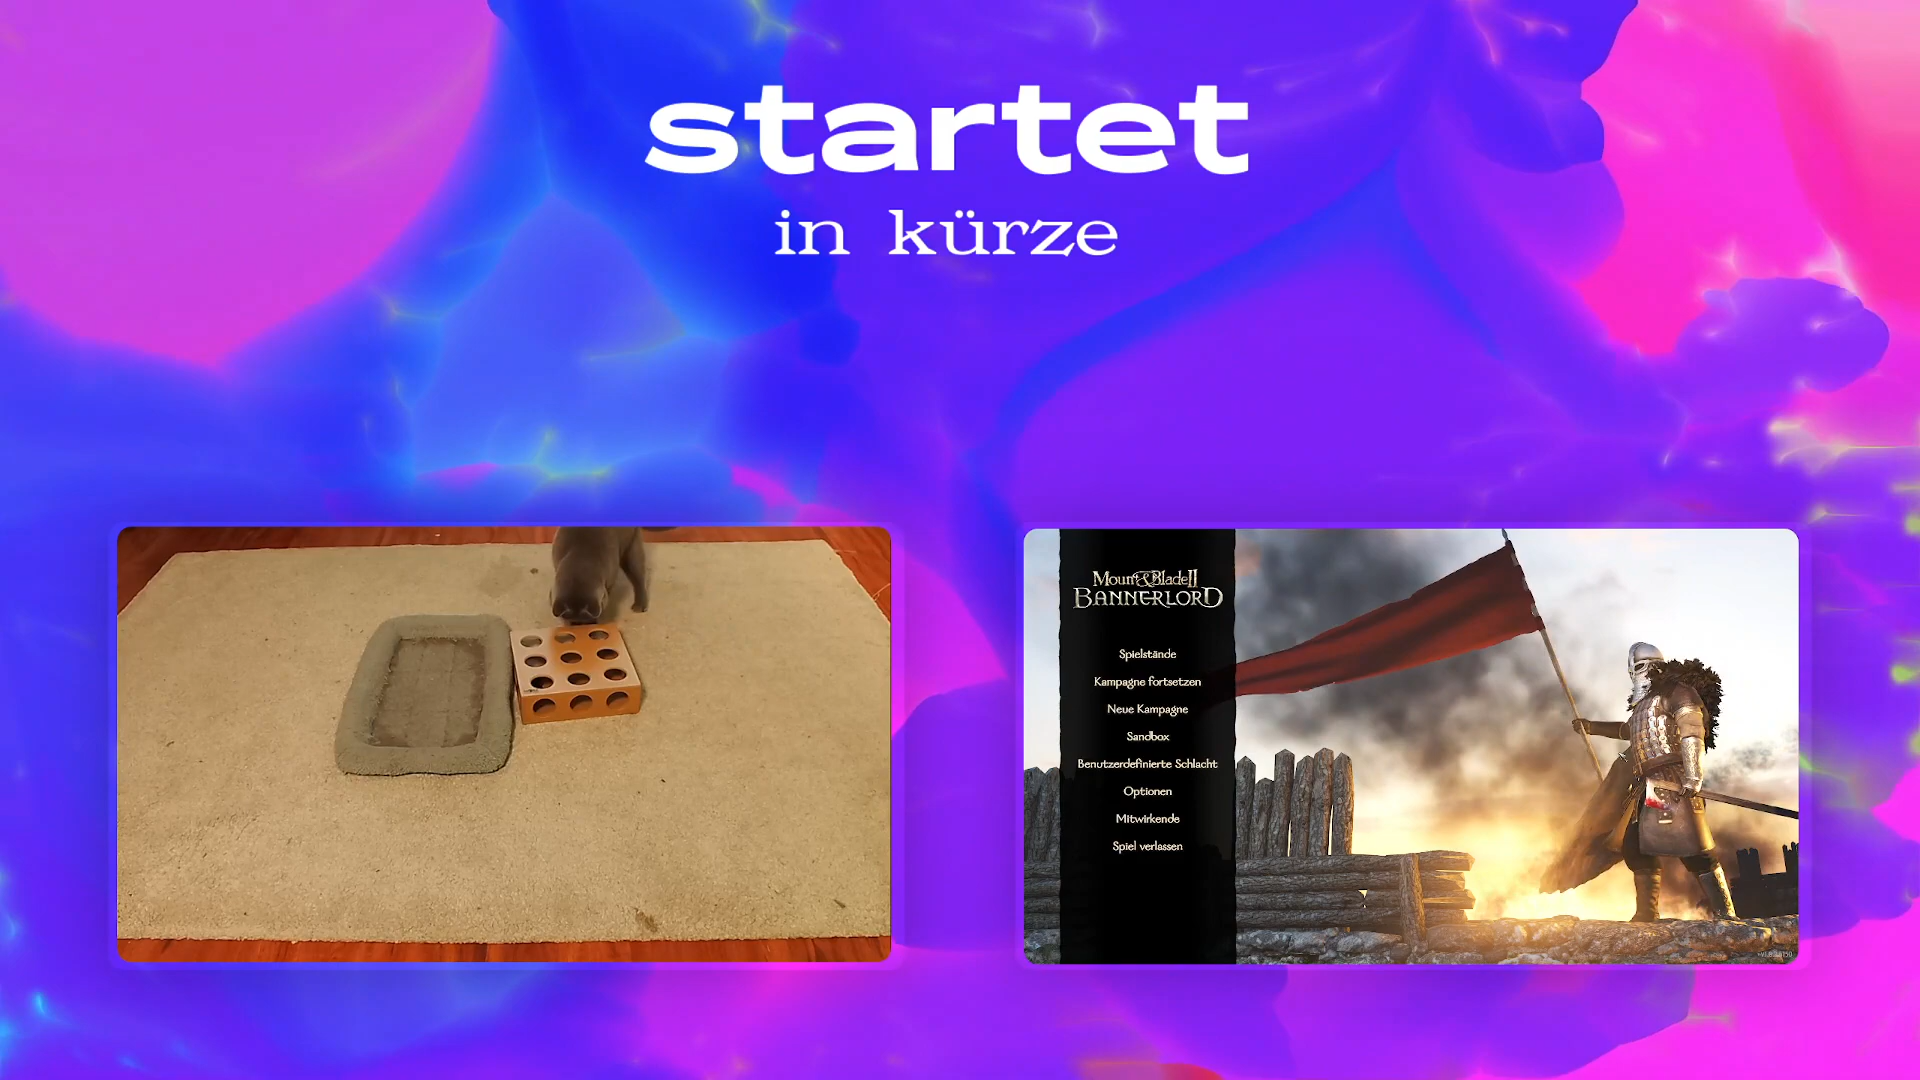 startet
in kürze
Mount & Blade II
BANNERLORD
Spielstände
Kampagne fortsetzen
Neue Kampagne
Sandbox
Benutzerdefinierte Schlacht
Optionen
Mitwirkende
Spiel verlassen